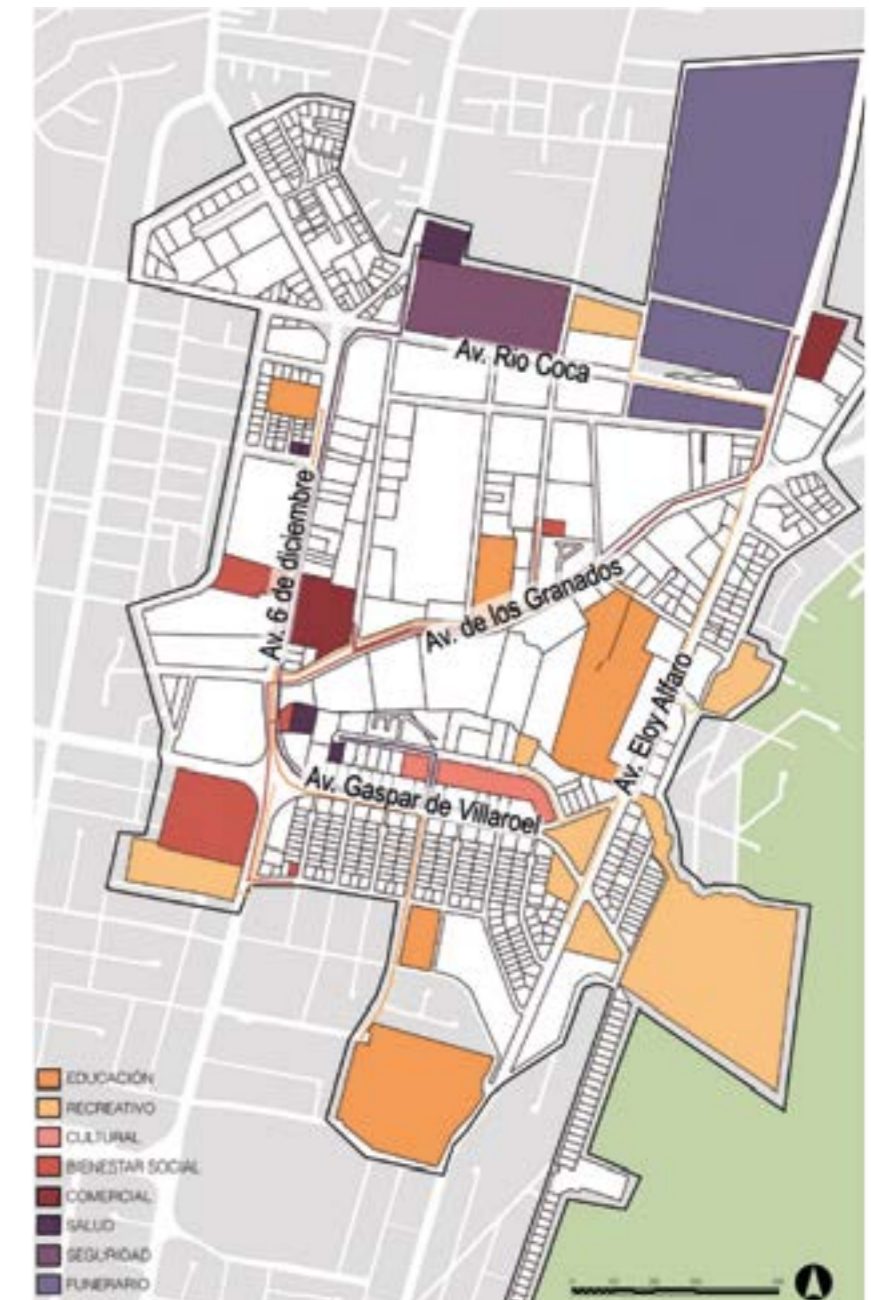 Av. Rio Coca
Av. 6 de diciembre
Av. de los Granados
Av. Eloy Alfaro
Av. Gaspar de Villaroel
EDUCACIÓN
RECREATIVO
CULTURAL
BIENESTAR SOCIAL
COMERCIAL
SALUD
SEGURIDAD
FUNERARIO